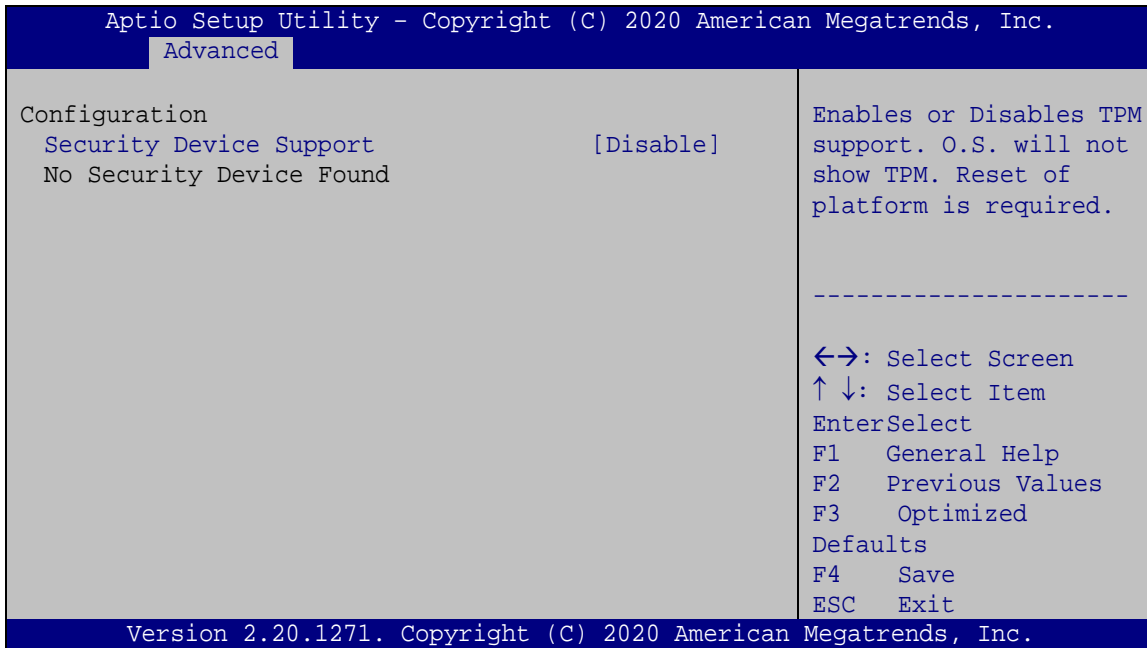 Aptio Setup Utility – Copyright (C) 2020 American Megatrends, Inc.
Advanced
Configuration
Security Device Support [Disable]
No Security Device Found
Enables or Disables TPM
support. O.S. will not
show TPM. Reset of
platform is required.
----------------------
←→: Select Screen
↑ ↓: Select Item
EnterSelect
F1 General Help
F2 Previous Values
F3 Optimized
Defaults
F4 Save
ESC Exit
Version 2.20.1271. Copyright (C) 2020 American Megatrends, Inc.